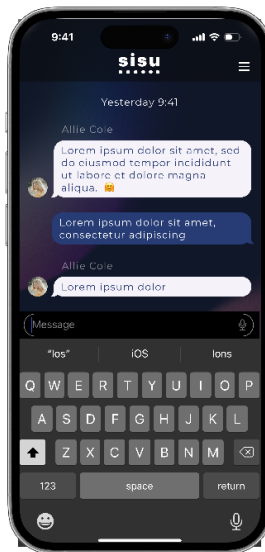 9:41
sisu
Yesterday 9:41
Allie Cole
Lorem ipsum dolor sit amet, sed
do eiusmod tempor incididunt
ut labore et dolore magna
aliqua. 🤗
Lorem ipsum dolor sit amet,
consectetur adipiscing
Allie Cole
Lorem ipsum dolor
Message
"los" iOS Ions
Q W E R T Y U I O P
A S D F G H J K L
Z X C V B N M
123 space return